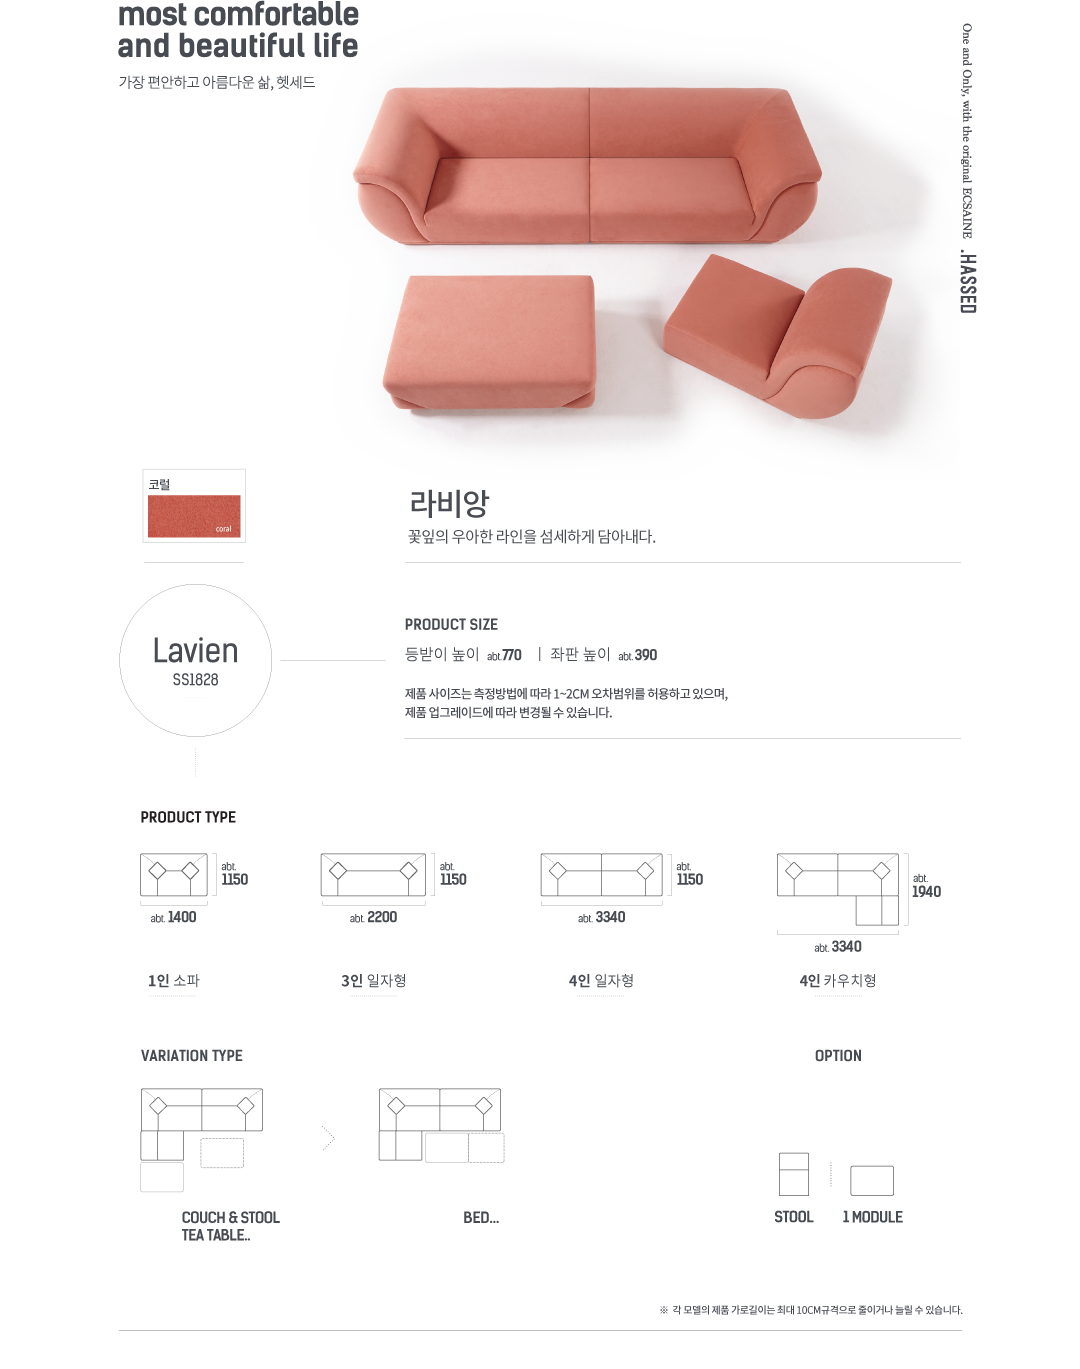 most comfortable
and beautiful life
가장 편안하고 아름다운 삶, 헷세드
One and Only, with the original ECSAINE .HASSED
코럴
coral
라비앙
꽃잎의 우아한 라인을 섬세하게 담아내다.
Lavien
SS1828
PRODUCT SIZE
등받이 높이 abt.770 | 좌판 높이 abt.390
제품 사이즈는 측정방법에 따라 1~2CM 오차범위를 허용하고 있으며,
제품 업그레이드에 따라 변경될 수 있습니다.
PRODUCT TYPE
abt.
1150
abt. 1400
1인 소파
abt.
1150
abt. 2200
3인 일자형
abt.
1150
abt. 3340
4인 일자형
abt.
1940
abt. 3340
4인 카우치형
VARIATION TYPE
COUCH & STOOL
TEA TABLE..
BED...
OPTION
STOOL
1 MODULE
※ 각 모델의 제품 가로길이는 최대 10CM규격으로 줄이거나 늘릴 수 있습니다.